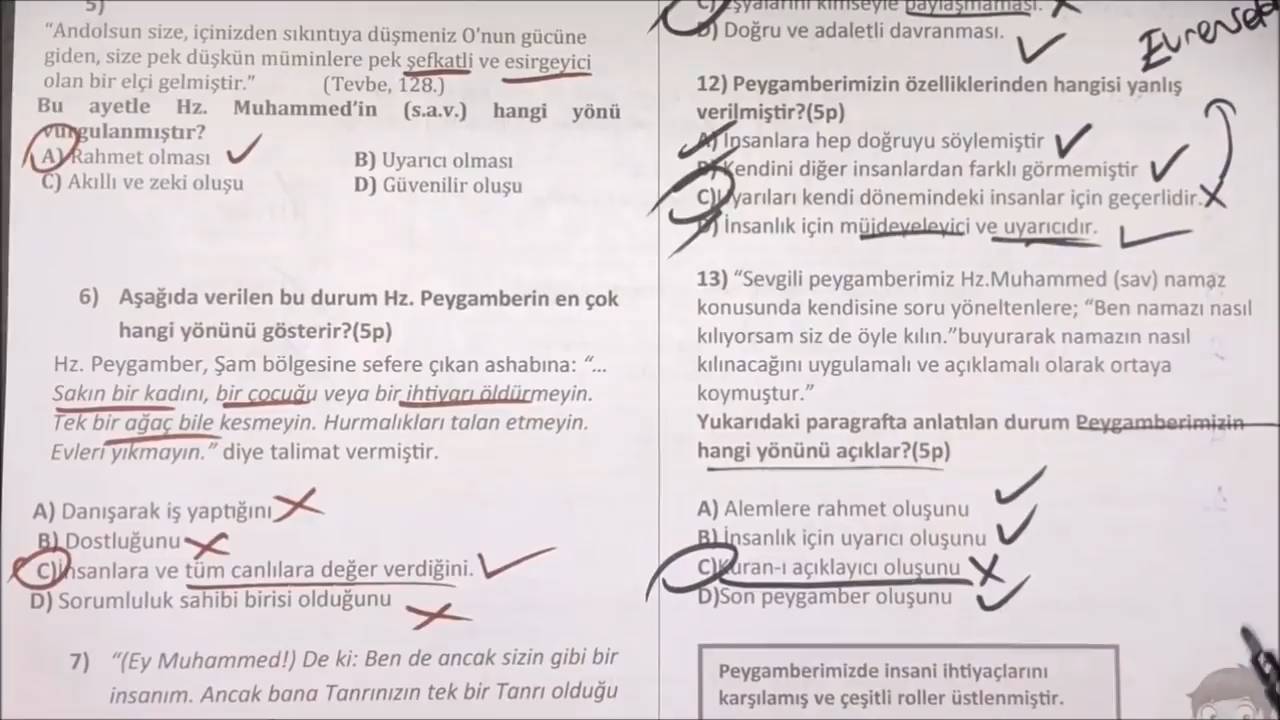 5)
“Andolsun size, içinizden sıkıntıya düşmeniz O’nun gücüne
giden, size pek düşkün müminlere pek şefkatli ve esirgeyici
olan bir elçi gelmiştir.” (Tevbe, 128.)
Bu ayetle Hz. Muhammed’in (s.a.v.) hangi yönü
vurgulanmıştır?
A) Rahmet olması
B) Uyarıcı olması
C) Akıllı ve zeki oluşu
D) Güvenilir oluşu
6) Aşağıda verilen bu durum Hz. Peygamberin en çok
hangi yönünü gösterir?(5p)
Hz. Peygamber, Şam bölgesine sefere çıkan ashabına: “...
Sakın bir kadını, bir çocuğu veya bir ihtiyarı öldürmeyin.
Tek bir ağaç bile kesmeyin. Hurmalıkları talan etmeyin.
Evleri yıkmayın.” diye talimat vermiştir.
A) Danışarak iş yaptığını
B) Dostluğunu
C)İnsanlara ve tüm canlılara değer verdiğini.
D) Sorumluluk sahibi birisi olduğunu
7) “(Ey Muhammed!) De ki: Ben de ancak sizin gibi bir
insanım. Ancak bana Tanrınızın tek bir Tanrı olduğu
C) Eşyalarını kimseyle paylaşmaması.
D) Doğru ve adaletli davranması.
12) Peygamberimizin özelliklerinden hangisi yanlış
verilmiştir?(5p)
A) İnsanlara hep doğruyu söylemiştir
B) Kendini diğer insanlardan farklı görmemiştir
C)Uyarıları kendi dönemindeki insanlar için geçerlidir.
D) İnsanlık için müjdeyeleyici ve uyarıcıdır.
13) “Sevgili peygamberimiz Hz.Muhammed (sav) namaz
konusunda kendisine soru yöneltenlere; “Ben namazı nasıl
kılıyorsam siz de öyle kılın.”buyurarak namazın nasıl
kılınacağını uygulamalı ve açıklamalı olarak ortaya
koymuştur.”
Yukarıdaki paragrafta anlatılan durum Peygamberimizin
hangi yönünü açıklar?(5p)
A) Alemlere rahmet oluşunu
B) İnsanlık için uyarıcı oluşunu
C)Kuran-ı açıklayıcı oluşunu
D)Son peygamber oluşunu
Peygamberimizde insani ihtiyaçlarını
karşılamış ve çeşitli roller üstlenmiştir.